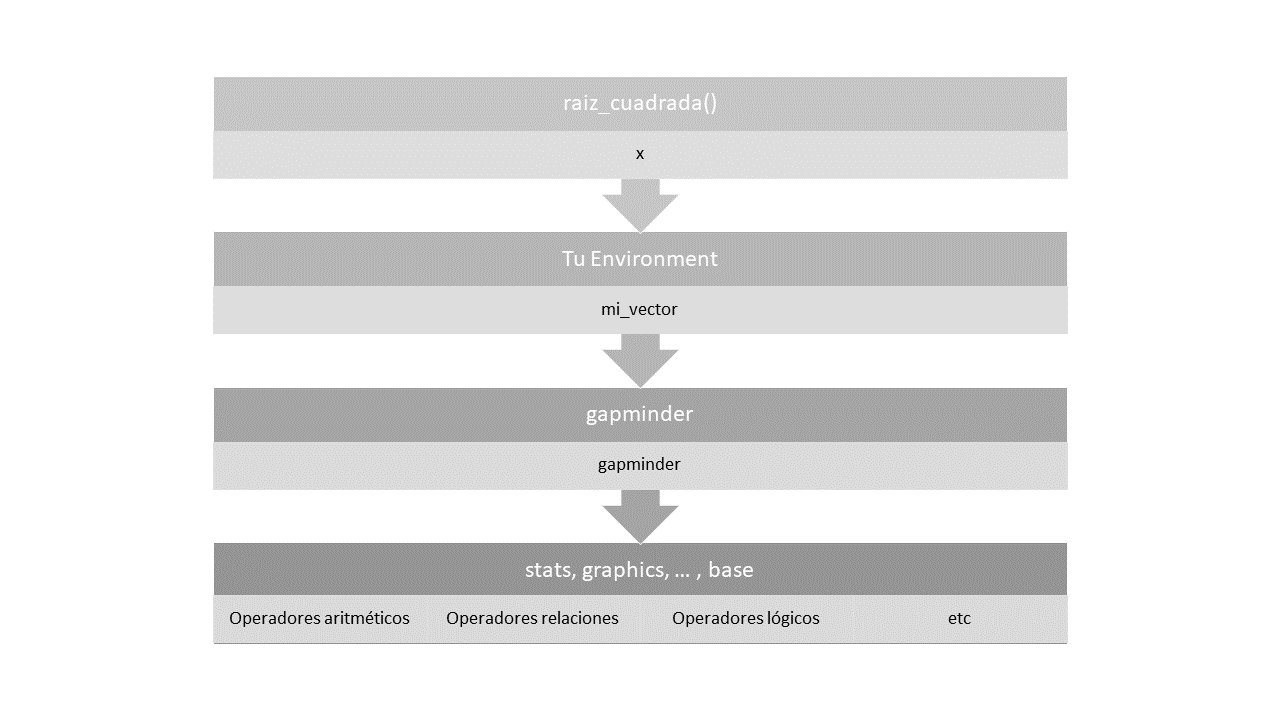 raiz_cuadrada()
x
Tu Environment
mi_vector
gapminder
gapminder
stats, graphics, ... , base
Operadores aritméticos Operadores relaciones Operadores lógicos etc